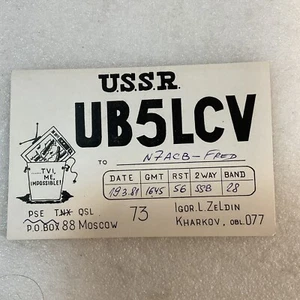 U.S.S.R.
UB5LCV
TVI,
ME,
IMPOSSIBLE!
TO N7ACB-FRED
DATE GMT RST 2WAY BAND
19.3.81 1645 56 SSB 28
PSE TNX QSL 73 IGOR L. ZELDIN
P.O.BOX 88 MOSCOW KHARKOV, OBL. 077